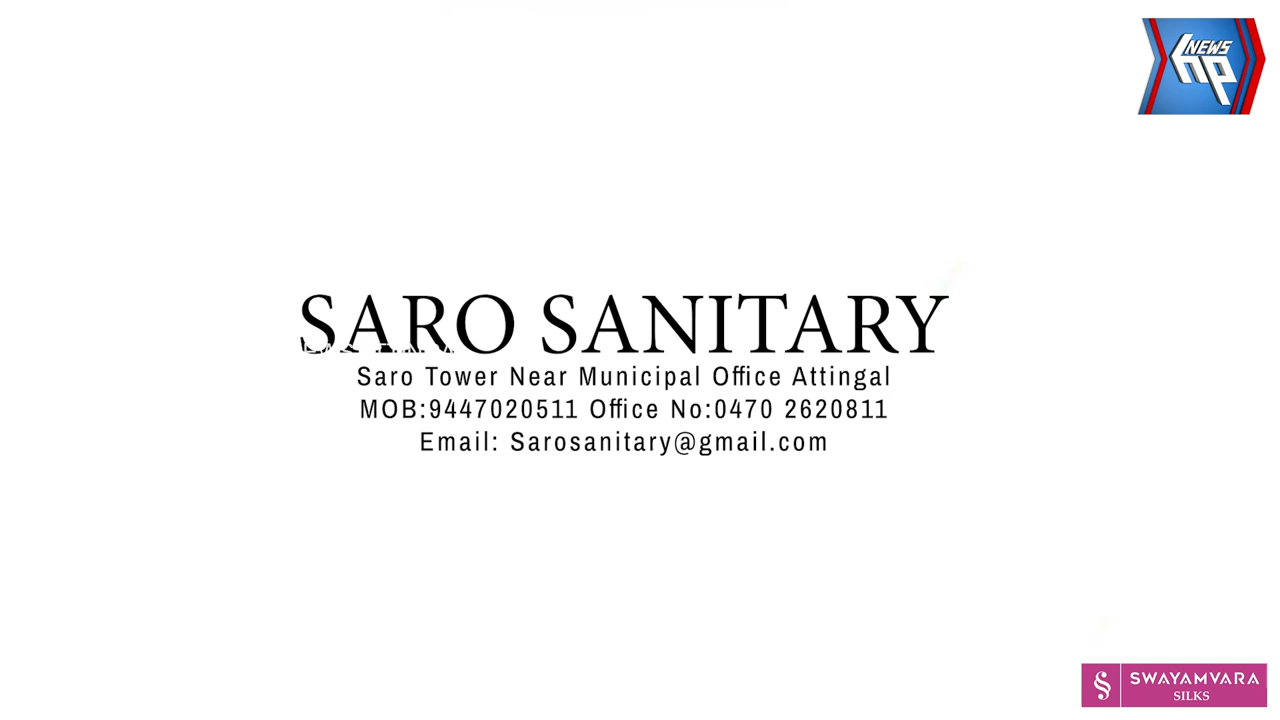 NEWS
hp
SARO SANITARY
Saro Tower Near Municipal Office Attingal
MOB:9447020511 Office No:0470 2620811
Email: Sarosanitary@gmail.com
SWAYAMVARA
SILKS